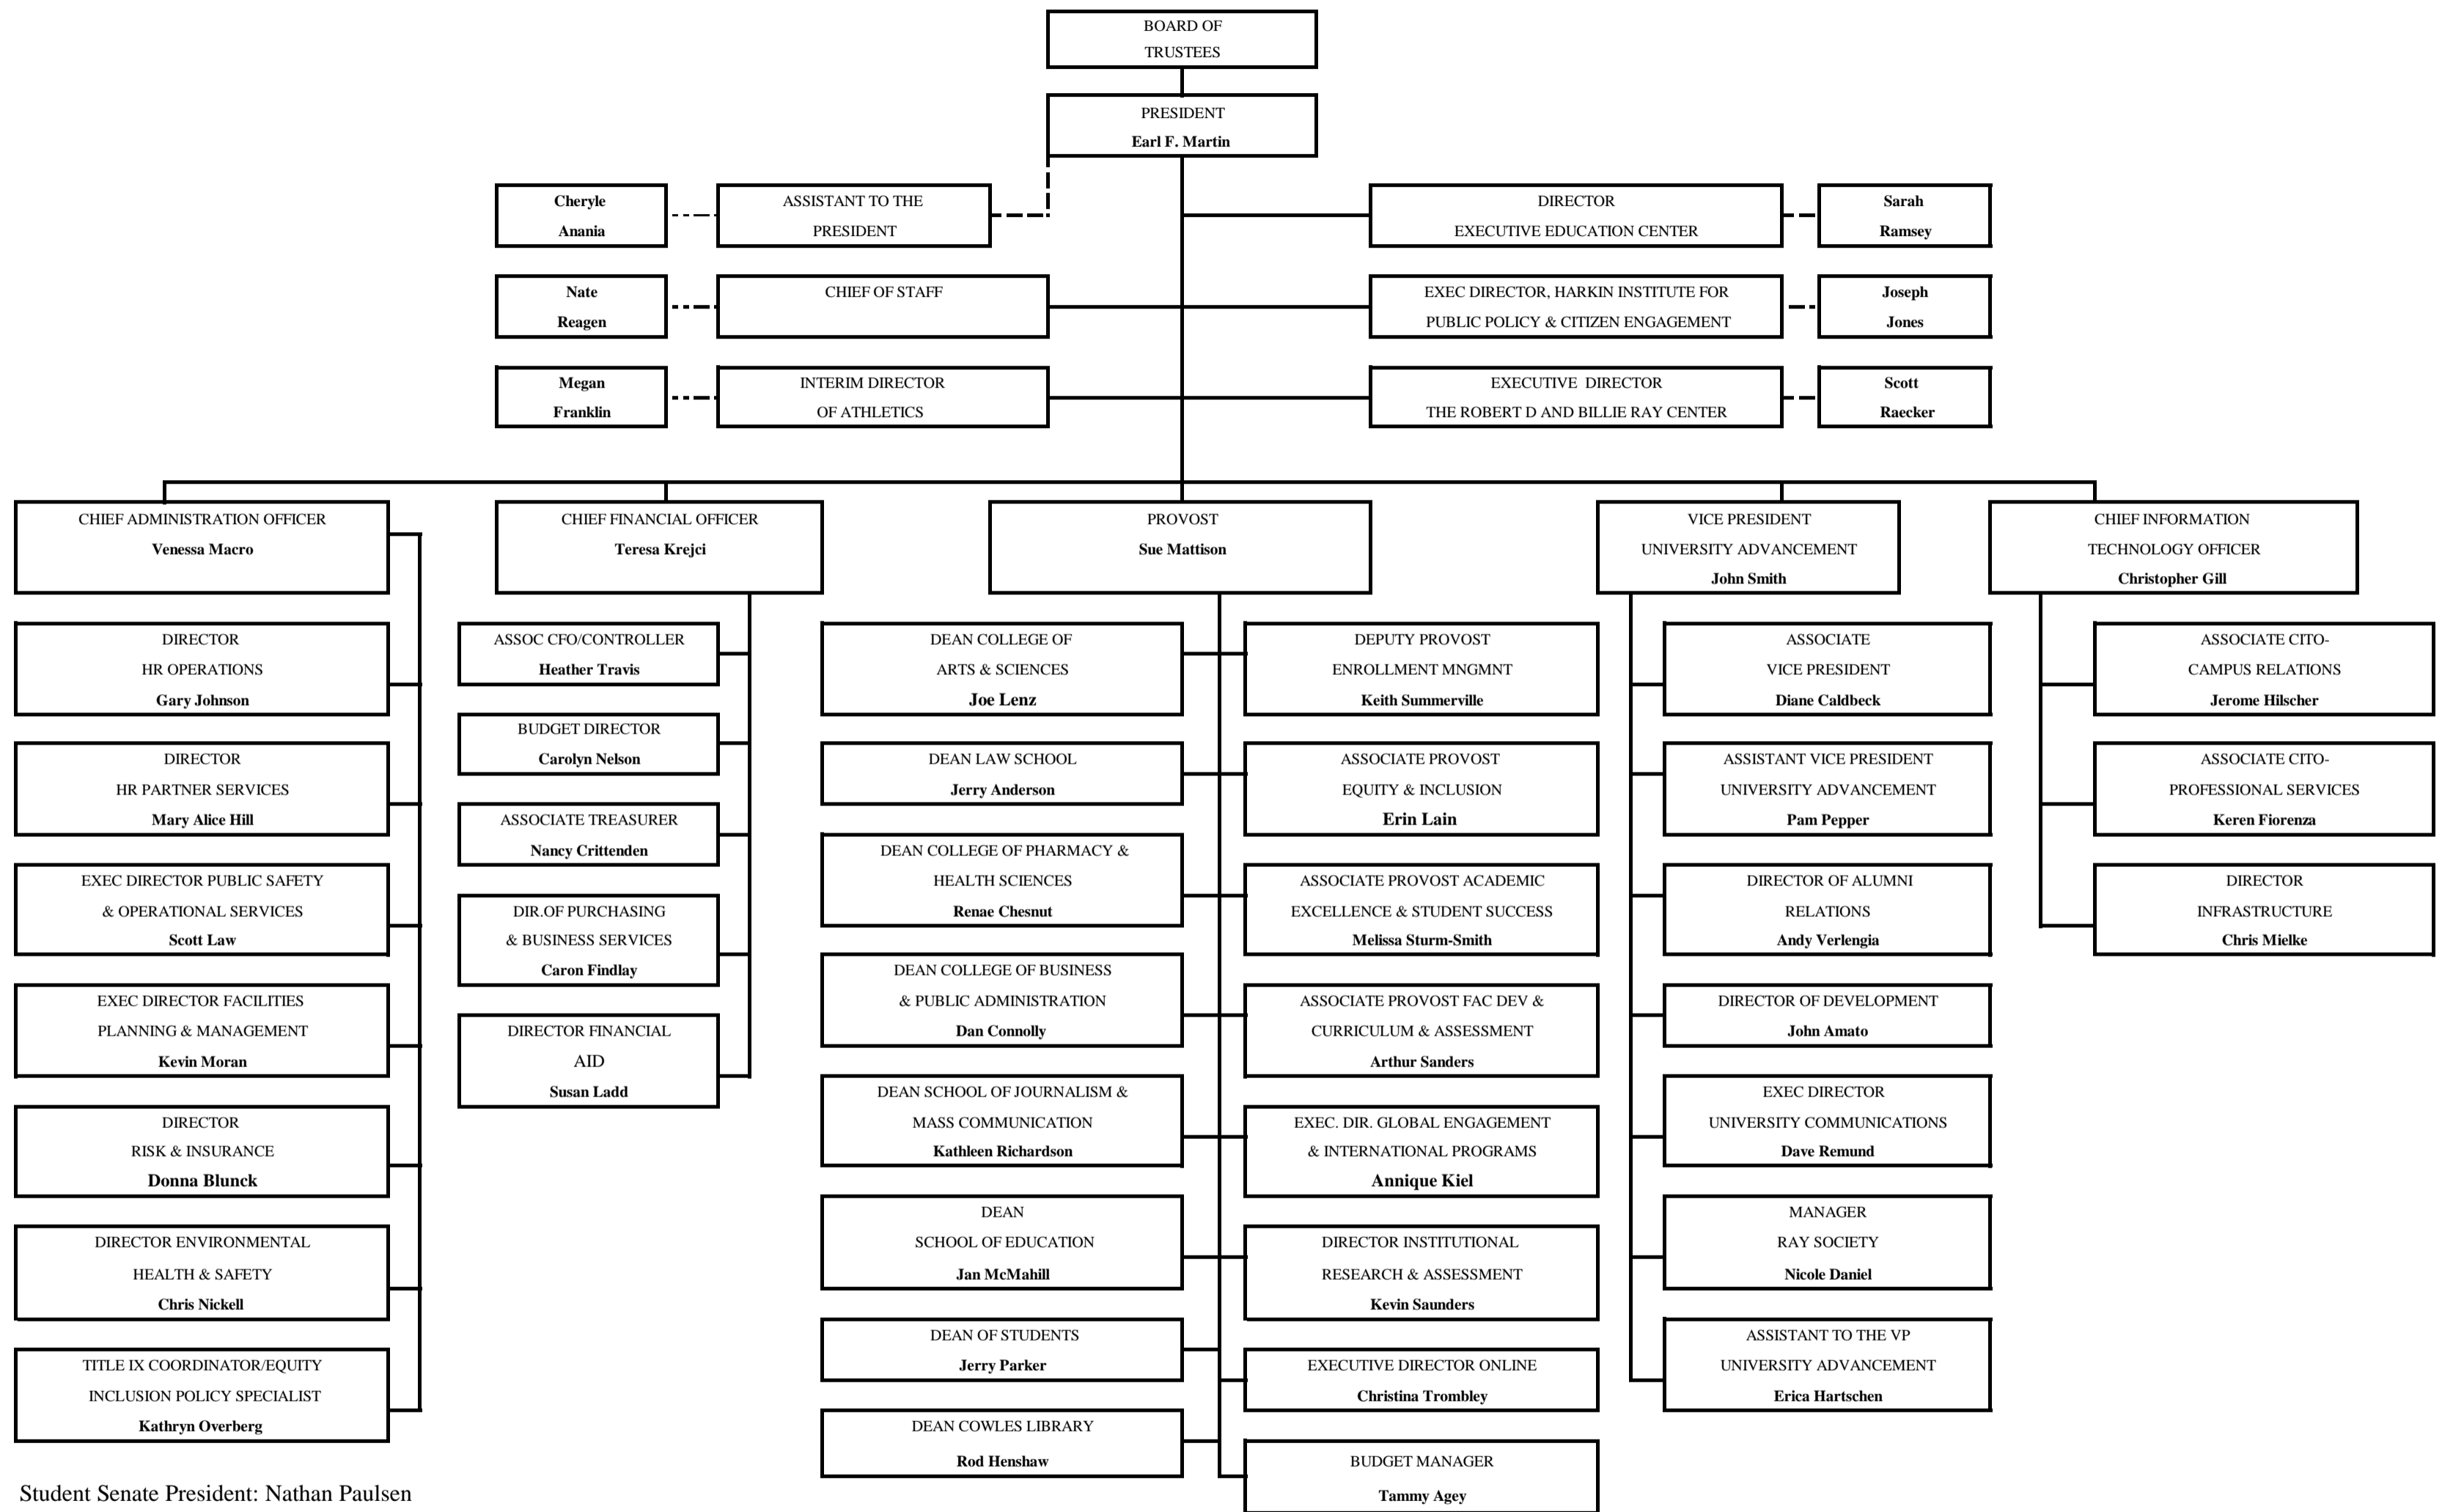 BOARD OF
TRUSTEES
PRESIDENT
Earl F. Martin
Cheryle
Anania
ASSISTANT TO THE
PRESIDENT
DIRECTOR
EXECUTIVE EDUCATION CENTER
Sarah
Ramsey
Nate
Reagen
CHIEF OF STAFF
EXEC DIRECTOR, HARKIN INSTITUTE FOR
PUBLIC POLICY & CITIZEN ENGAGEMENT
Joseph
Jones
Megan
Franklin
INTERIM DIRECTOR
OF ATHLETICS
EXECUTIVE DIRECTOR
THE ROBERT D AND BILLIE RAY CENTER
Scott
Raecker
CHIEF ADMINISTRATION OFFICER
Venessa Macro
DIRECTOR
HR OPERATIONS
Gary Johnson
DIRECTOR
HR PARTNER SERVICES
Mary Alice Hill
EXEC DIRECTOR PUBLIC SAFETY
& OPERATIONAL SERVICES
Scott Law
EXEC DIRECTOR FACILITIES
PLANNING & MANAGEMENT
Kevin Moran
DIRECTOR
RISK & INSURANCE
Donna Blunck
DIRECTOR ENVIRONMENTAL
HEALTH & SAFETY
Chris Nickell
TITLE IX COORDINATOR/EQUITY
INCLUSION POLICY SPECIALIST
Kathryn Overberg
CHIEF FINANCIAL OFFICER
Teresa Krejci
ASSOC CFO/CONTROLLER
Heather Travis
BUDGET DIRECTOR
Carolyn Nelson
ASSOCIATE TREASURER
Nancy Crittenden
DIR.OF PURCHASING
& BUSINESS SERVICES
Caron Findlay
DIRECTOR FINANCIAL
AID
Susan Ladd
PROVOST
Sue Mattison
DEAN COLLEGE OF
ARTS & SCIENCES
Joe Lenz
DEAN LAW SCHOOL
Jerry Anderson
DEAN COLLEGE OF PHARMACY &
HEALTH SCIENCES
Renae Chesnut
DEAN COLLEGE OF BUSINESS
& PUBLIC ADMINISTRATION
Dan Connolly
DEAN SCHOOL OF JOURNALISM &
MASS COMMUNICATION
Kathleen Richardson
DEAN
SCHOOL OF EDUCATION
Jan McMahill
DEAN OF STUDENTS
Jerry Parker
DEAN COWLES LIBRARY
Rod Henshaw
DEPUTY PROVOST
ENROLLMENT MNGMNT
Keith Summerville
ASSOCIATE PROVOST
EQUITY & INCLUSION
Erin Lain
ASSOCIATE PROVOST ACADEMIC
EXCELLENCE & STUDENT SUCCESS
Melissa Sturm-Smith
ASSOCIATE PROVOST FAC DEV &
CURRICULUM & ASSESSMENT
Arthur Sanders
EXEC. DIR. GLOBAL ENGAGEMENT
& INTERNATIONAL PROGRAMS
Annique Kiel
DIRECTOR INSTITUTIONAL
RESEARCH & ASSESSMENT
Kevin Saunders
EXECUTIVE DIRECTOR ONLINE
Christina Trombley
BUDGET MANAGER
Tammy Agey
VICE PRESIDENT
UNIVERSITY ADVANCEMENT
John Smith
ASSOCIATE
VICE PRESIDENT
Diane Caldbeck
ASSISTANT VICE PRESIDENT
UNIVERSITY ADVANCEMENT
Pam Pepper
DIRECTOR OF ALUMNI
RELATIONS
Andy Verlengia
DIRECTOR OF DEVELOPMENT
John Amato
EXEC DIRECTOR
UNIVERSITY COMMUNICATIONS
Dave Remund
MANAGER
RAY SOCIETY
Nicole Daniel
ASSISTANT TO THE VP
UNIVERSITY ADVANCEMENT
Erica Hartschen
CHIEF INFORMATION
TECHNOLOGY OFFICER
Christopher Gill
ASSOCIATE CITO-
CAMPUS RELATIONS
Jerome Hilscher
ASSOCIATE CITO-
PROFESSIONAL SERVICES
Keren Fiorenza
DIRECTOR
INFRASTRUCTURE
Chris Mielke
Student Senate President: Nathan Paulsen